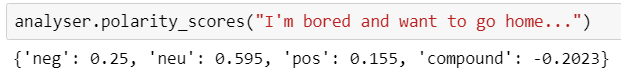 analyser.polarity_scores("I'm bored and want to go home...")
{'neg': 0.25, 'neu': 0.595, 'pos': 0.155, 'compound': -0.2023}